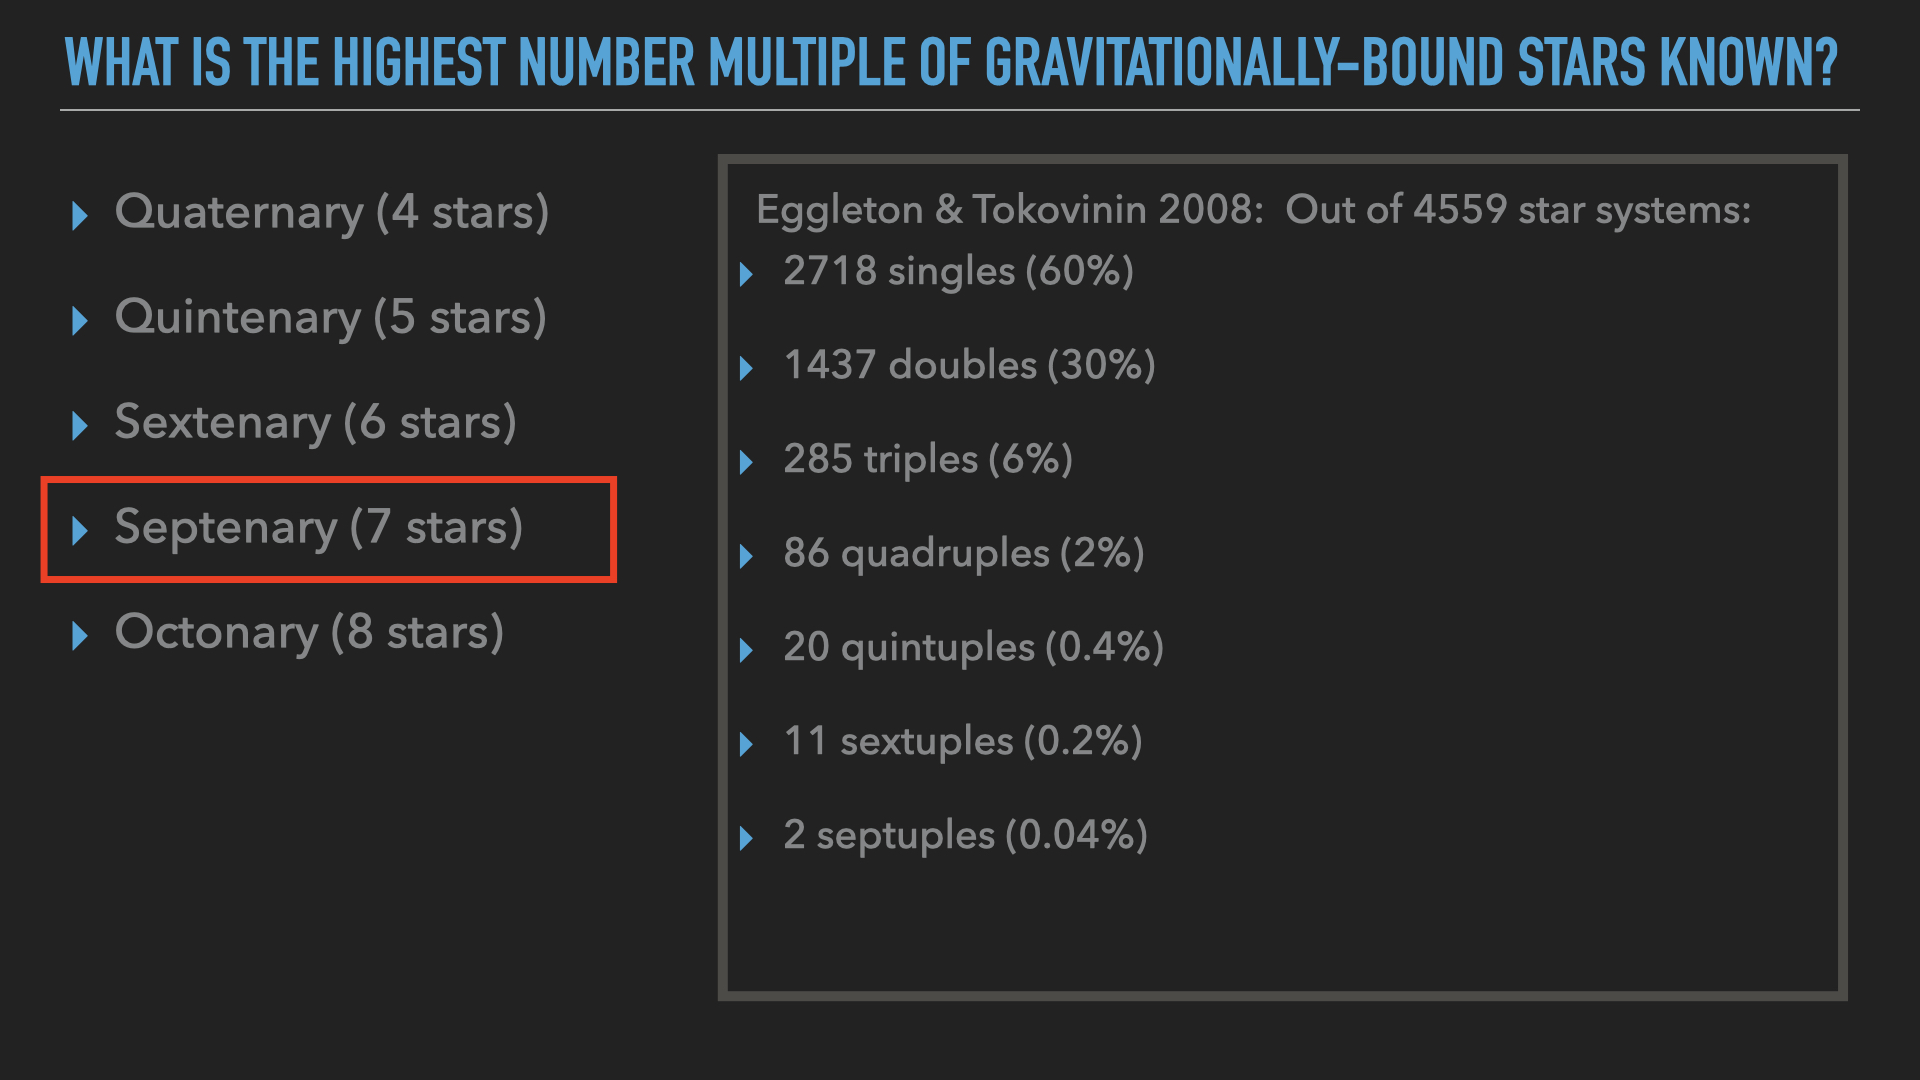 WHAT IS THE HIGHEST NUMBER MULTIPLE OF GRAVITATIONALLY-BOUND STARS KNOWN?
Quaternary (4 stars)
Quintenary (5 stars)
Sextenary (6 stars)
Septenary (7 stars)
Octonary (8 stars)
Eggleton & Tokovinin 2008: Out of 4559 star systems:
2718 singles (60%)
1437 doubles (30%)
285 triples (6%)
86 quadruples (2%)
20 quintuples (0.4%)
11 sextuples (0.2%)
2 septuples (0.04%)